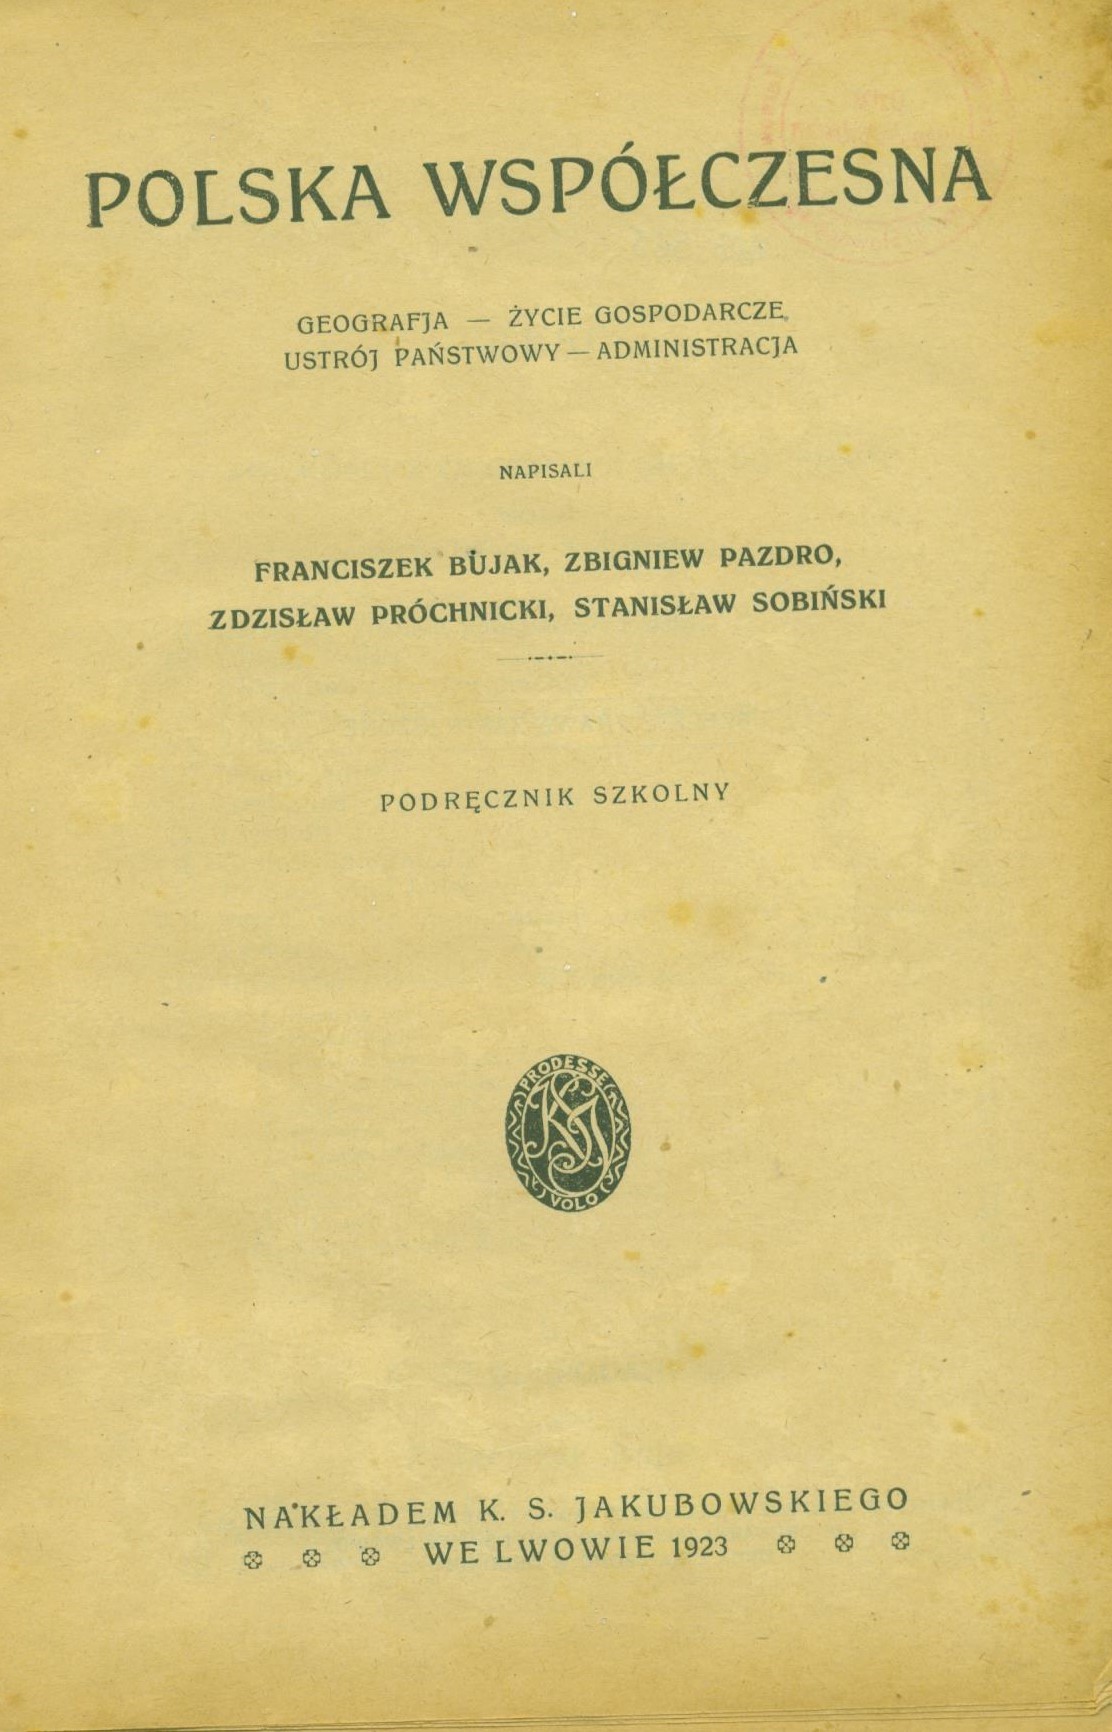 POLSKA WSPÓŁCZESNA
GEOGRAFJA — ŻYCIE GOSPODARCZE
USTRÓJ PAŃSTWOWY — ADMINISTRACJA
NAPISALI
FRANCISZEK BUJAK, ZBIGNIEW PAZDRO,
ZDZISŁAW PRÓCHNICKI, STANISŁAW SOBIŃSKI
PODRĘCZNIK SZKOLNY
PRODESSE
KSJ
VOLO
NAKŁADEM K. S. JAKUBOWSKIEGO
WE LWOWIE 1923